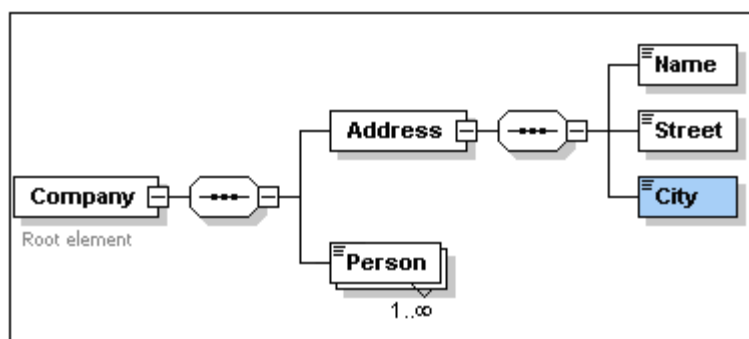 Company
Root element
Address
Name
Street
City
Person
1..∞